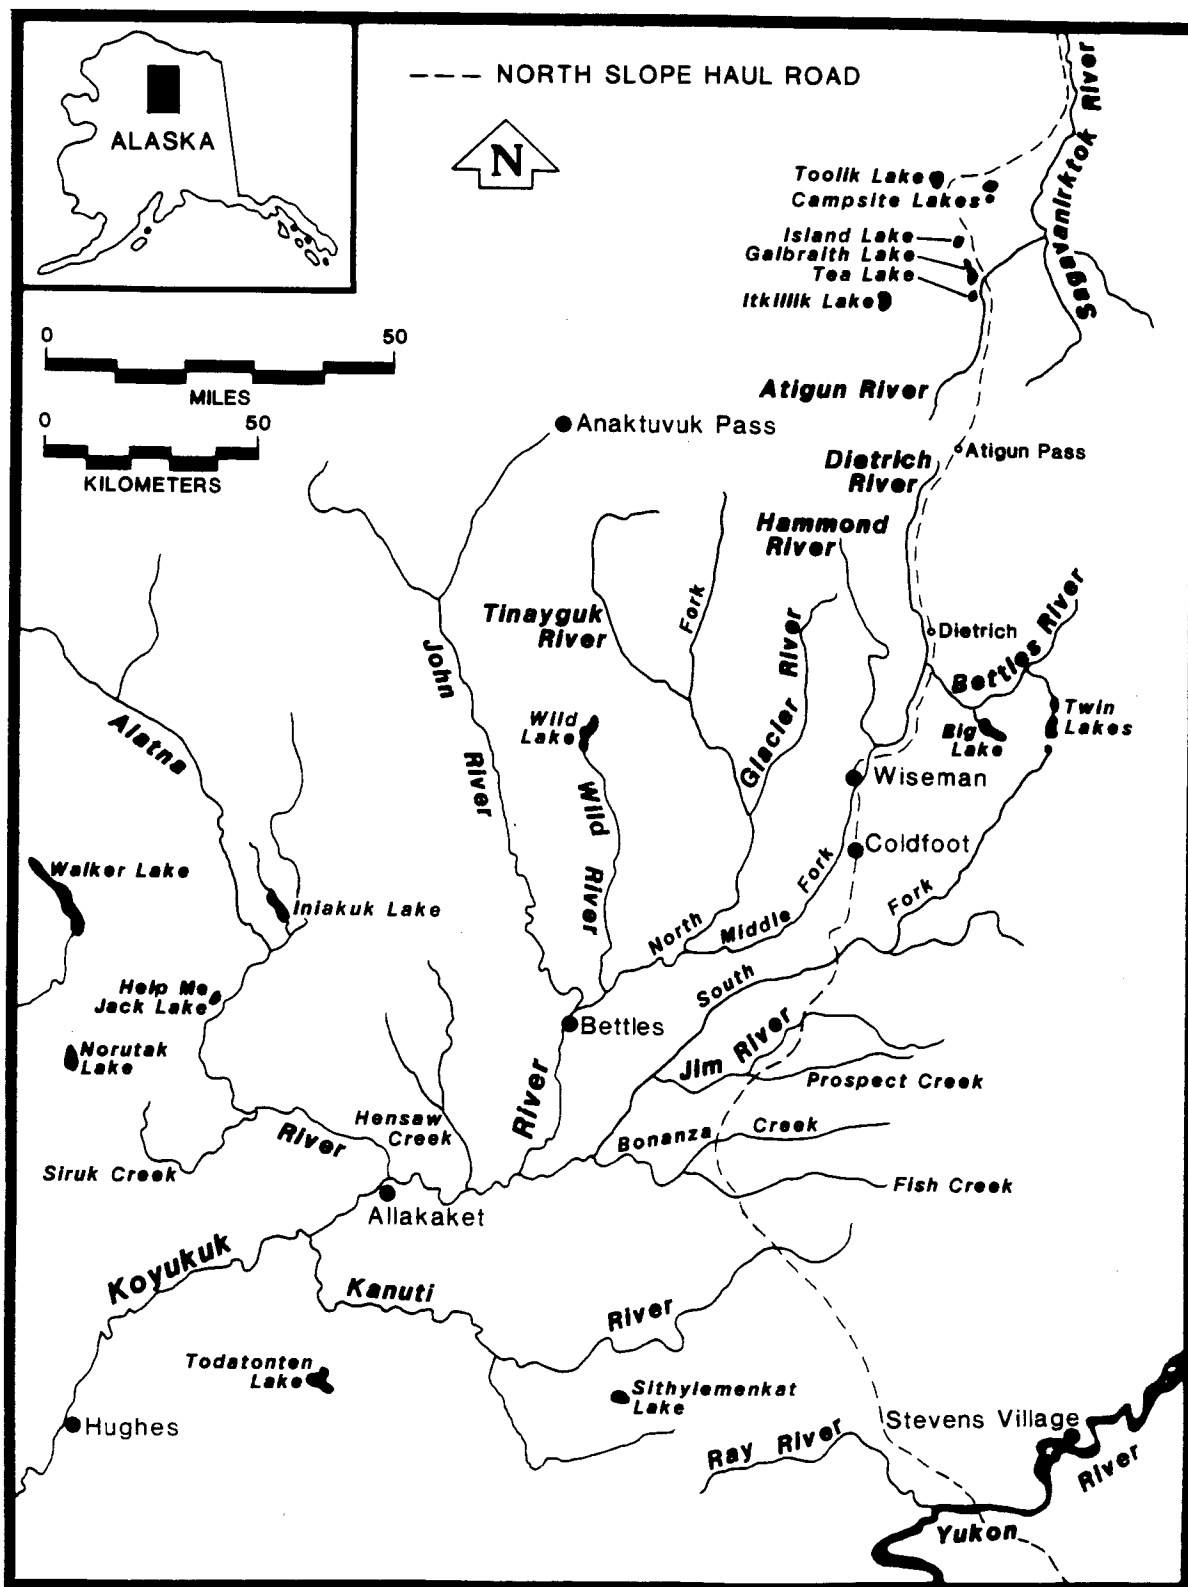 ALASKA
--- NORTH SLOPE HAUL ROAD
N
0 50
MILES
0 50
KILOMETERS
Sagavanirktok River
Toolik Lake
Campsite Lakes
Island Lake
Galbraith Lake
Tea Lake
Itkillik Lake
Atigun River
Anaktuvuk Pass
Atigun Pass
Dietrich
River
Hammond
River
Tinayguk
River
Fork
Glacier River
Dietrich
Bettles River
John
River
Wild
Lake
Wild
River
Big
Lake
Twin
Lakes
Alatna
Wiseman
Coldfoot
Walker Lake
Iniakuk Lake
North
Middle
Fork
South
Fork
Help Me
Jack Lake
Norutak
Lake
Bettles
River
Jim River
Prospect Creek
Hensaw
Creek
River
Bonanza Creek
Siruk Creek
Fish Creek
Allakaket
Koyukuk
Kanuti
River
Todatonten
Lake
Sithylemenkat
Lake
Hughes
Stevens Village
Ray River
River
Yukon